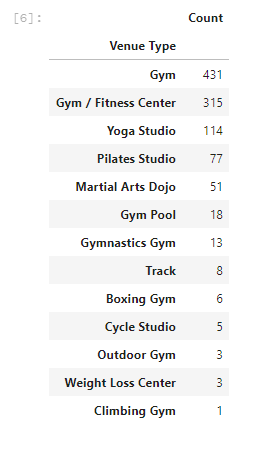 [6]:
Count
Venue Type
Gym 431
Gym / Fitness Center 315
Yoga Studio 114
Pilates Studio 77
Martial Arts Dojo 51
Gym Pool 18
Gymnastics Gym 13
Track 8
Boxing Gym 6
Cycle Studio 5
Outdoor Gym 3
Weight Loss Center 3
Climbing Gym 1